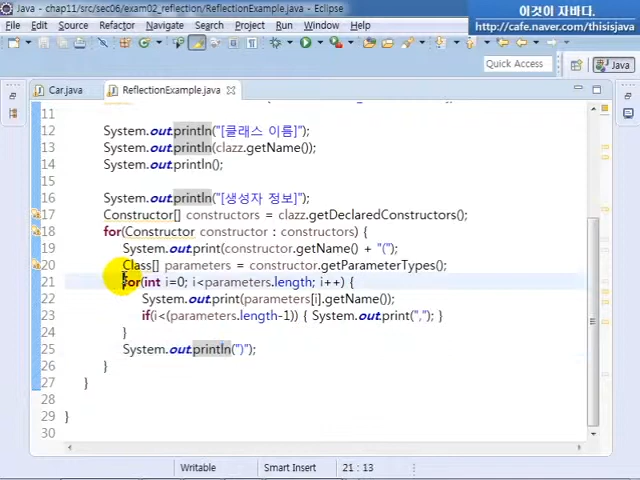 Java - chap11/src/sec06/exam02_reflection/ReflectionExample.java - Eclipse
이것이 자바다.
http://cafe.naver.com/thisisjava
File Edit Source Refactor Navigate Search Project Run Window Help
Quick Access Java
Car.java ReflectionExample.java
11
12 System.out.println("[클래스 이름]");
13 System.out.println(clazz.getName());
14 System.out.println();
15
16 System.out.println("[생성자 정보]");
17 Constructor[] constructors = clazz.getDeclaredConstructors();
18 for(Constructor constructor : constructors) {
19 System.out.print(constructor.getName() + "(");
20 Class[] parameters = constructor.getParameterTypes();
21 for(int i=0; i<parameters.length; i++) {
22 System.out.print(parameters[i].getName());
23 if(i<(parameters.length-1)) { System.out.print(","); }
24 }
25 System.out.println(")");
26 }
27 }
28
29 }
30
Writable Smart Insert 21 : 13